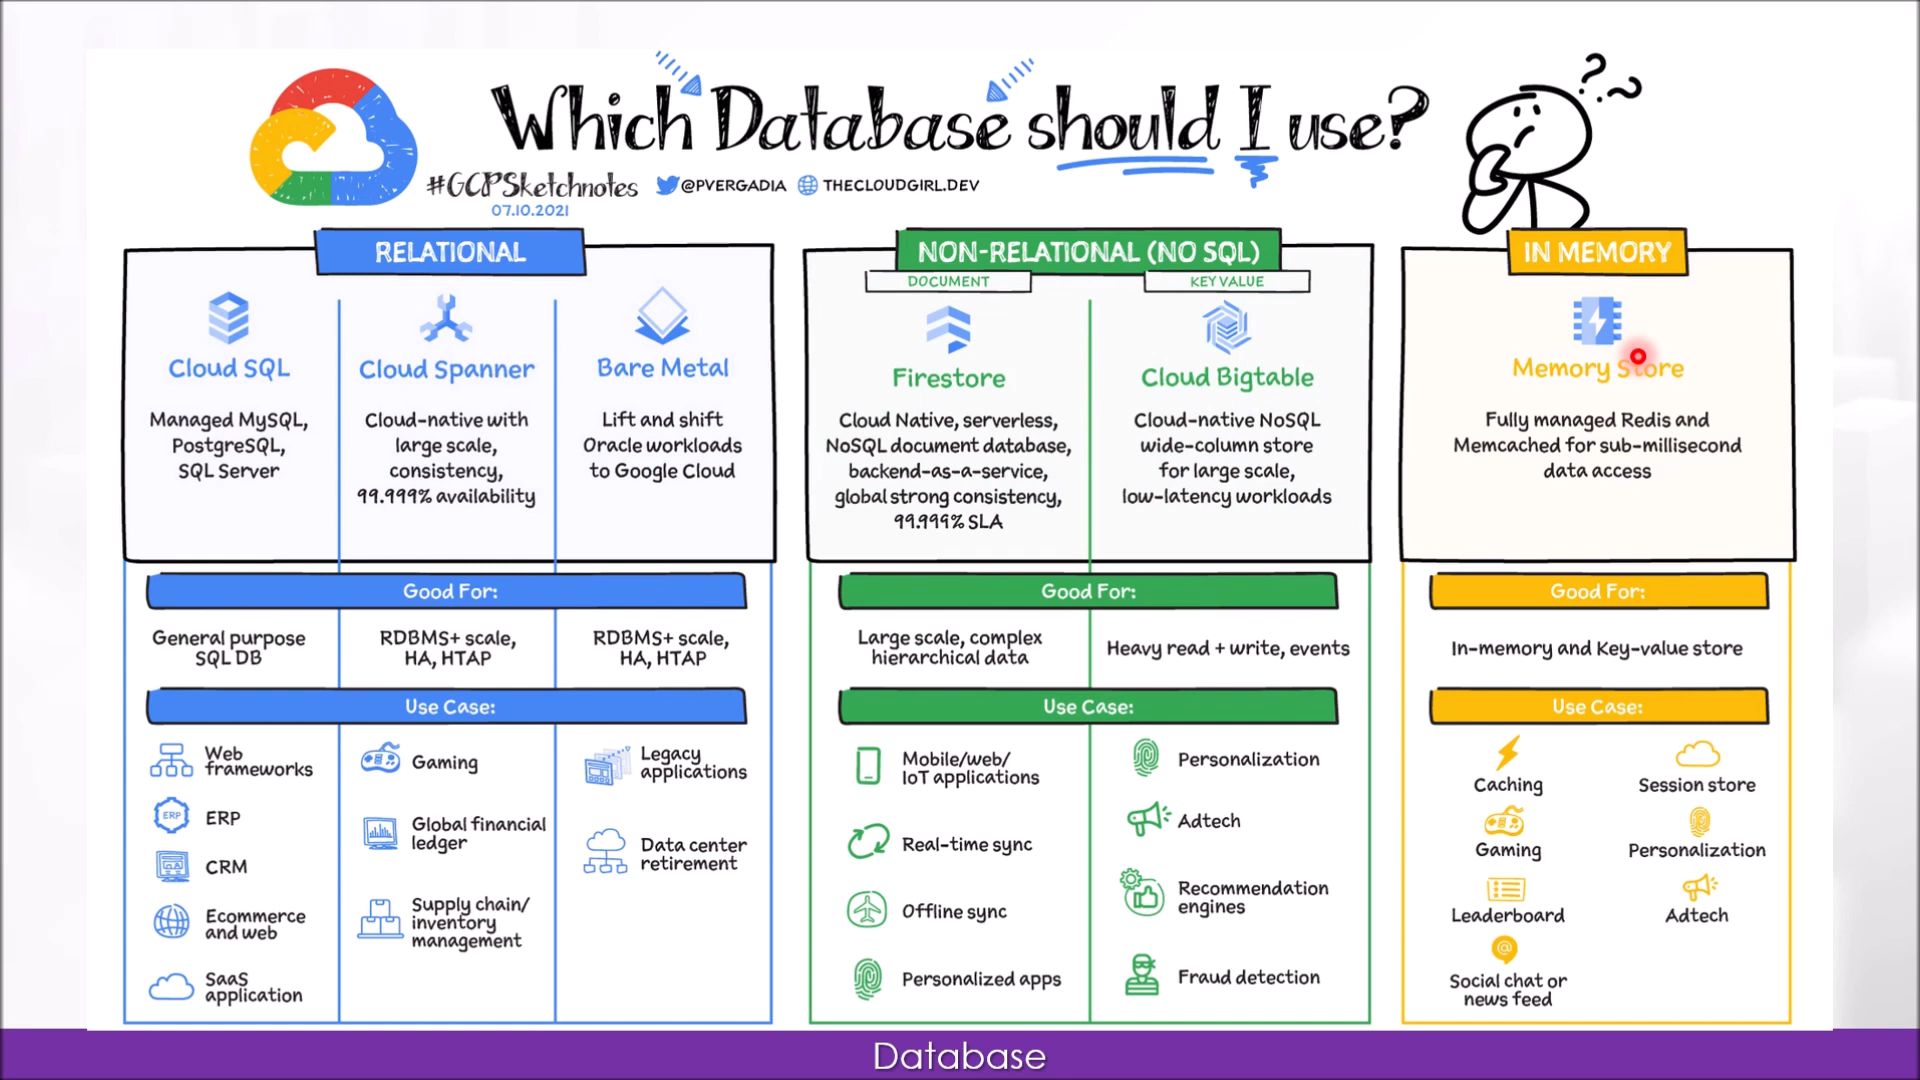 Which Database should I use?
#GCPSketchnotes @PVERGADIA THECLOUDGIRL.DEV
07.10.2021
RELATIONAL
Cloud SQL
Managed MySQL,
PostgreSQL,
SQL Server
Cloud Spanner
Cloud-native with
large scale,
consistency,
99.999% availability
Bare Metal
Lift and shift
Oracle workloads
to Google Cloud
Good For:
General purpose
SQL DB
RDBMS+ scale,
HA, HTAP
RDBMS+ scale,
HA, HTAP
Use Case:
Web
frameworks
ERP
ERP
CRM
Ecommerce
and web
SaaS
application
Gaming
Global financial
ledger
Supply chain/
inventory
management
Legacy
applications
Data center
retirement
NON-RELATIONAL (NO SQL)
DOCUMENT
Firestore
Cloud Native, serverless,
NoSQL document database,
backend-as-a-service,
global strong consistency,
99.999% SLA
KEY VALUE
Cloud Bigtable
Cloud-native NoSQL
wide-column store
for large scale,
low-latency workloads
Good For:
Large scale, complex
hierarchical data
Heavy read + write, events
Use Case:
Mobile/web/
IoT applications
Real-time sync
Offline sync
Personalized apps
Personalization
Adtech
Recommendation
engines
Fraud detection
IN MEMORY
Memory Store
Fully managed Redis and
Memcached for sub-millisecond
data access
Good For:
In-memory and Key-value store
Use Case:
Caching
Session store
Gaming
Personalization
Leaderboard
Adtech
Social chat or
news feed
Database